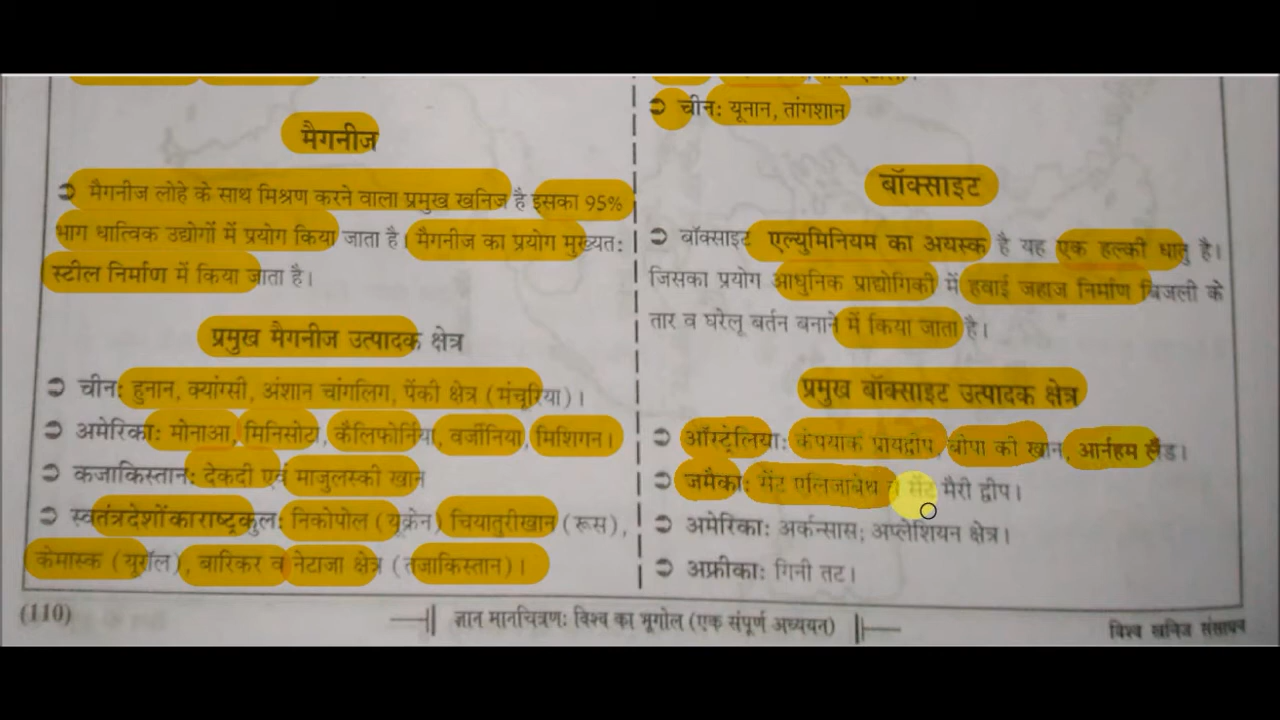 मैगनीज
➲ मैगनीज लोहे के साथ मिश्रण करने वाला प्रमुख खनिज है इसका 95%
भाग धात्विक उद्योगों में प्रयोग किया जाता है। मैगनीज का प्रयोग मुख्यतः
स्टील निर्माण में किया जाता है।
प्रमुख मैगनीज उत्पादक क्षेत्र
➲ चीनः हुनान, क्यांग्सी, अंशान चांगलिग, पेंकी क्षेत्र (मंचूरिया)।
➲ अमेरिकाः मोनाआ, मिनिसोटा, कैलिफोर्निया, वर्जीनिया, मिशिगन।
➲ कजाकिस्तानः देकदी एवं माजुलस्की खान
➲ स्वतंत्र देशों का राष्ट्रकुलः निकोपोल (यूक्रेन) चियातुरीखान (रूस),
केमास्क (यूरॉल), बारिकर व नेटाजा क्षेत्र (तजाकिस्तान)।
➲ चीनः यूनान, तांगशान
बॉक्साइट
➲ बॉक्साइट एल्युमिनियम का अयस्क है यह एक हल्की धातु है।
जिसका प्रयोग आधुनिक प्राद्योगिकी में हवाई जहाज निर्माण बिजली के
तार व घरेलू बर्तन बनाने में किया जाता है।
प्रमुख बॉक्साइट उत्पादक क्षेत्र
➲ ऑस्ट्रेलियाः केपयाक प्रायद्वीप, बीपा की खान, आर्नहम लैंड।
➲ जमैकाः सेंट एलिजाबेथ व सेंट मैरी द्वीप।
➲ अमेरिकाः अर्कन्सास; अप्लेशियन क्षेत्र।
➲ अफ्रीकाः गिनी तट।
(110)
ज्ञान मानचित्रणः विश्व का भूगोल (एक संपूर्ण अध्ययन)
विश्व खनिज संसाधन